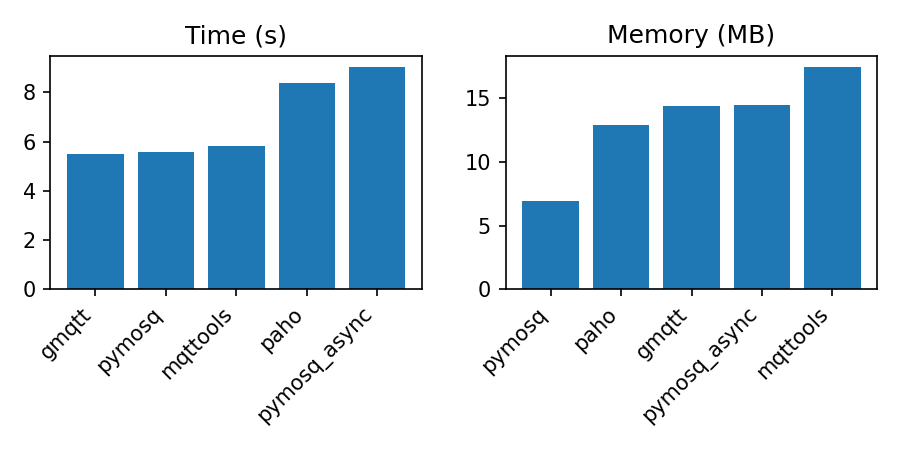 Time (s)
8
6
4
2
0
gmqtt
pymosq
mqttools
paho
pymosq_async
Memory (MB)
15
10
5
0
pymosq
paho
gmqtt
pymosq_async
mqttools